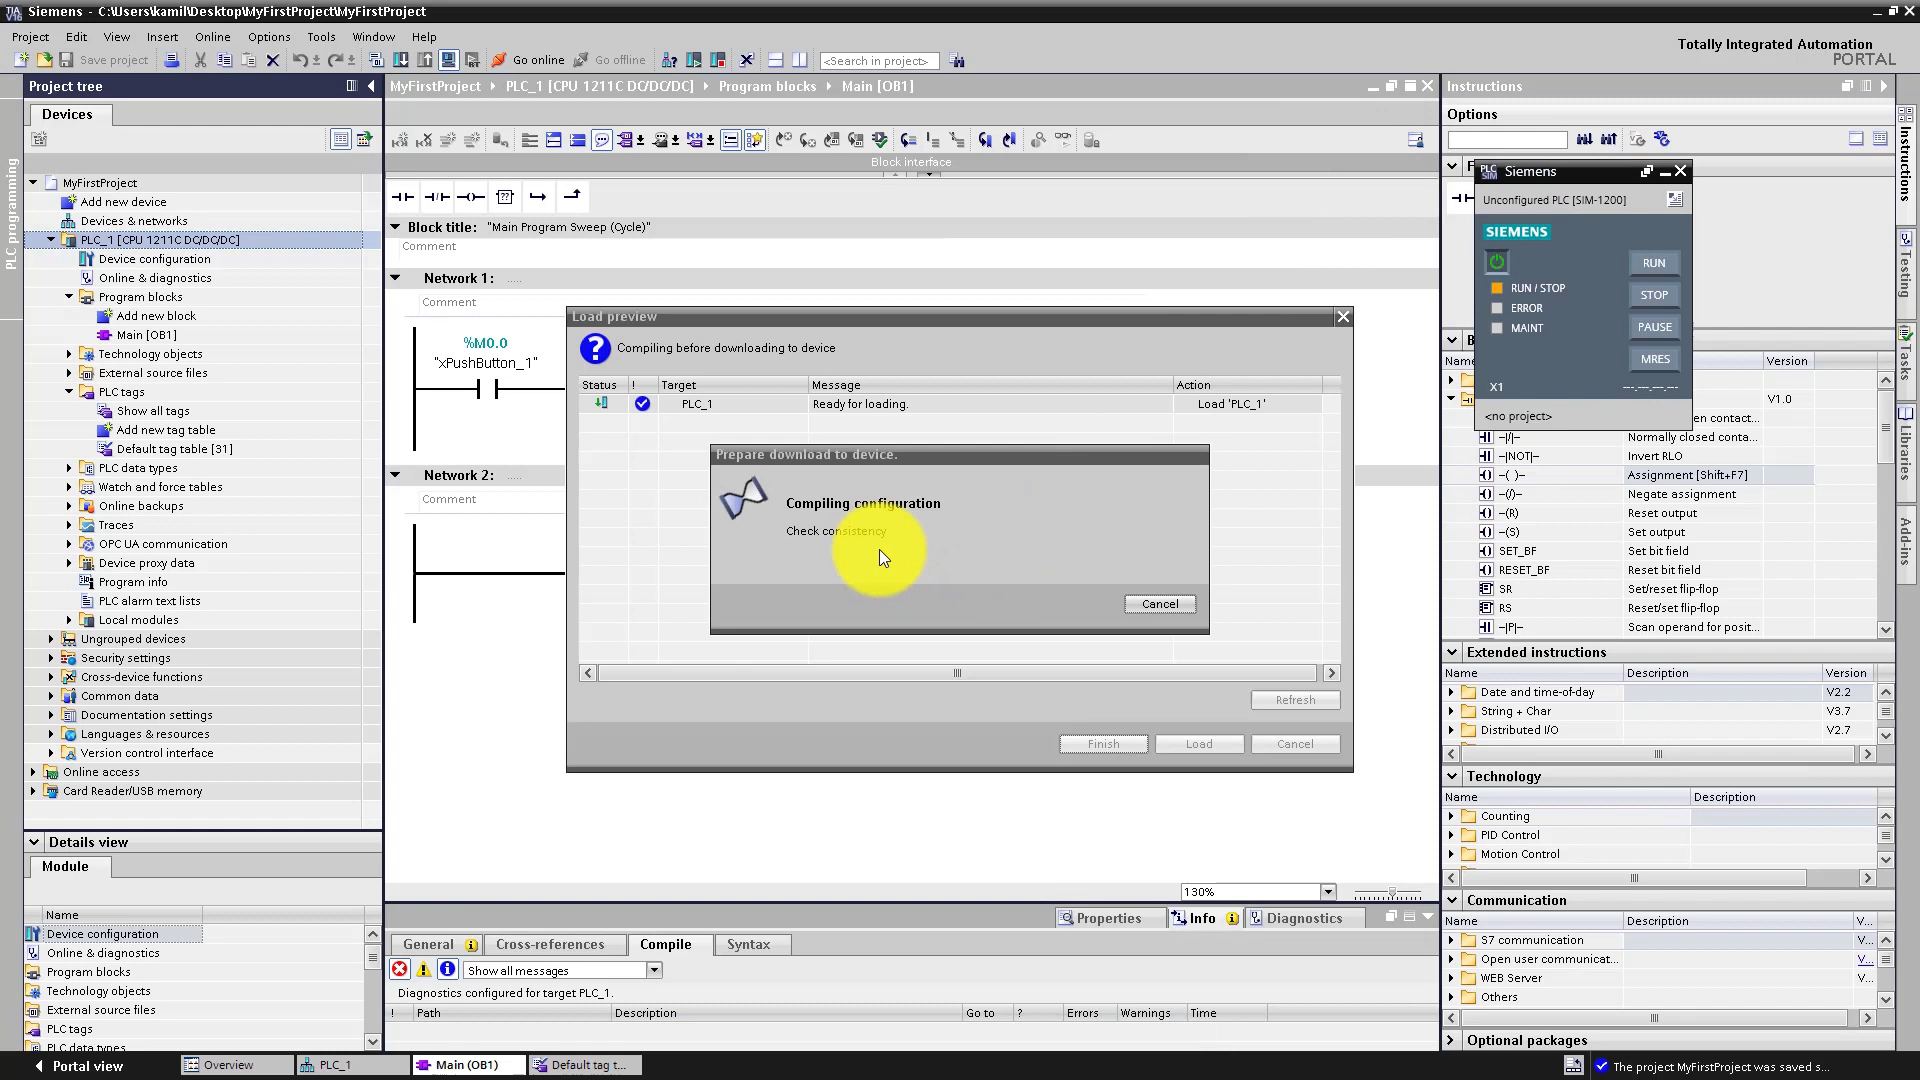 Siemens - C:\Users\kamil\Desktop\MyFirstProject\MyFirstProject
Project Edit View Insert Online Options Tools Window Help
Totally Integrated Automation
PORTAL
Save project
Go online
Go offline
<Search in project>
Project tree
Devices
PLC programming
MyFirstProject
Add new device
Devices & networks
PLC_1 [CPU 1211C DC/DC/DC]
Device configuration
Online & diagnostics
Program blocks
Add new block
Main [OB1]
Technology objects
External source files
PLC tags
Show all tags
Add new tag table
Default tag table [31]
PLC data types
Watch and force tables
Online backups
Traces
OPC UA communication
Device proxy data
Program info
PLC alarm text lists
Local modules
Ungrouped devices
Security settings
Cross-device functions
Common data
Documentation settings
Languages & resources
Version control interface
Online access
Card Reader/USB memory
Details view
Module
Name
Device configuration
Online & diagnostics
Program blocks
Technology objects
External source files
PLC tags
PLC data types
MyFirstProject PLC_1 [CPU 1211C DC/DC/DC] Program blocks Main [OB1]
Block interface
Block title: "Main Program Sweep (Cycle)"
Comment
Network 1: .....
Comment
%M0.0
"xPushButton_1"
Network 2: .....
Comment
Load preview
Compiling before downloading to device
Status ! Target Message Action
PLC_1 Ready for loading. Load 'PLC_1'
Prepare download to device.
Compiling configuration
Check consistency
Cancel
Refresh
Finish Load Cancel
130%
Properties Info Diagnostics
General Cross-references Compile Syntax
Show all messages
Diagnostics configured for target PLC_1.
! Path Description Go to ? Errors Warnings Time
Instructions
Options
PLC SIM Siemens
Unconfigured PLC [SIM-1200]
SIEMENS
RUN
RUN / STOP
STOP
ERROR
MAINT
PAUSE
MRES
X1 ---.---.---.---
<no project>
Version
V1.0
Normally closed conta...
-|NOT|- Invert RLO
-( )- Assignment [Shift+F7]
-(/)- Negate assignment
-(R) Reset output
-(S) Set output
SET_BF Set bit field
RESET_BF Reset bit field
SR Set/reset flip-flop
RS Reset/set flip-flop
-|P|- Scan operand for posit...
Extended instructions
Name Description Version
Date and time-of-day V2.2
String + Char V3.7
Distributed I/O V2.7
Technology
Name Description
Counting
PID Control
Motion Control
Communication
Name Description V...
S7 communication V...
Open user communicat... V...
WEB Server V...
Others
Optional packages
Instructions
Testing
Tasks
Libraries
Add-ins
Portal view
Overview
PLC_1
Main (OB1)
Default tag t...
The project MyFirstProject was saved s...